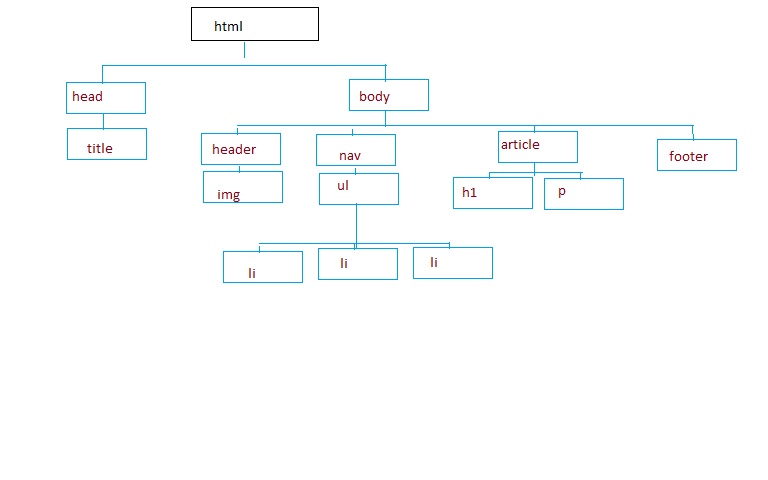 html
head
body
title
header
nav
article
footer
img
ul
h1
p
li
li
li